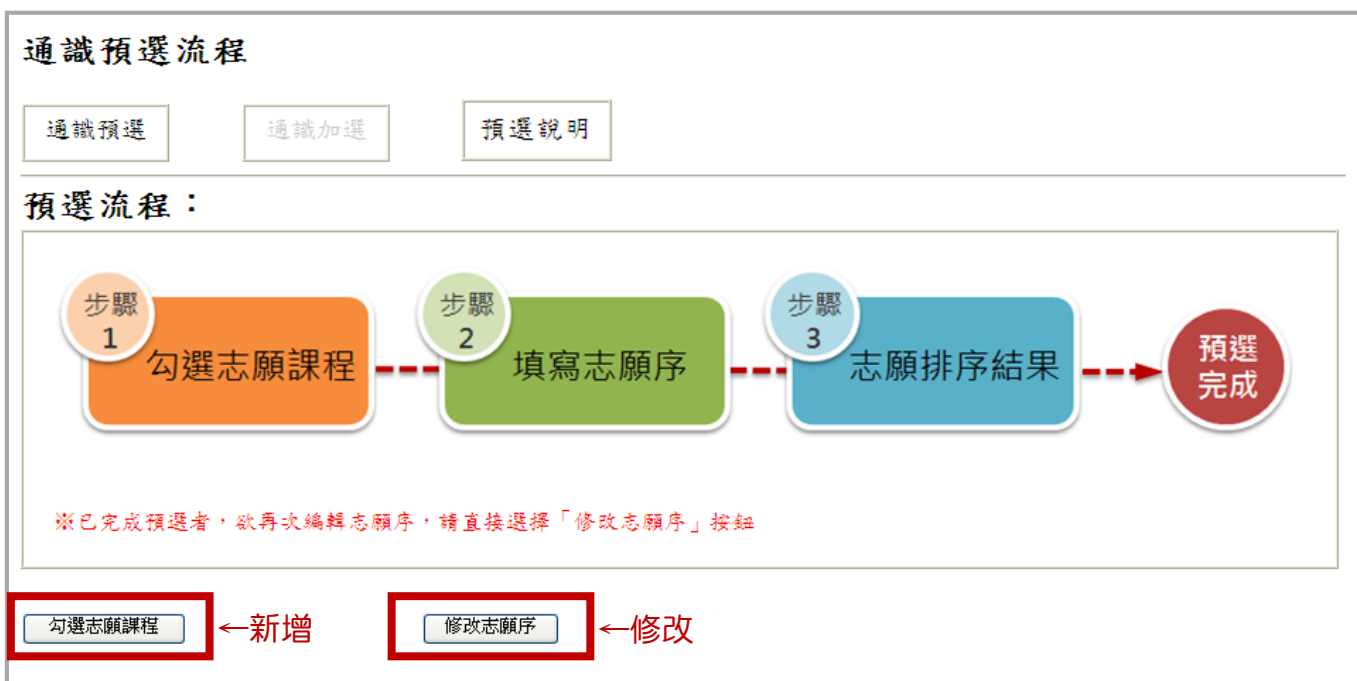 通識預選流程
通識預選
通識加選
預選說明
預選流程：
步驟
1
勾選志願課程
步驟
2
填寫志願序
步驟
3
志願排序結果
預選
完成
※已完成預選者，欲再次編輯志願序，請直接選擇「修改志願序」按鈕
勾選志願課程 ←新增 修改志願序 ←修改